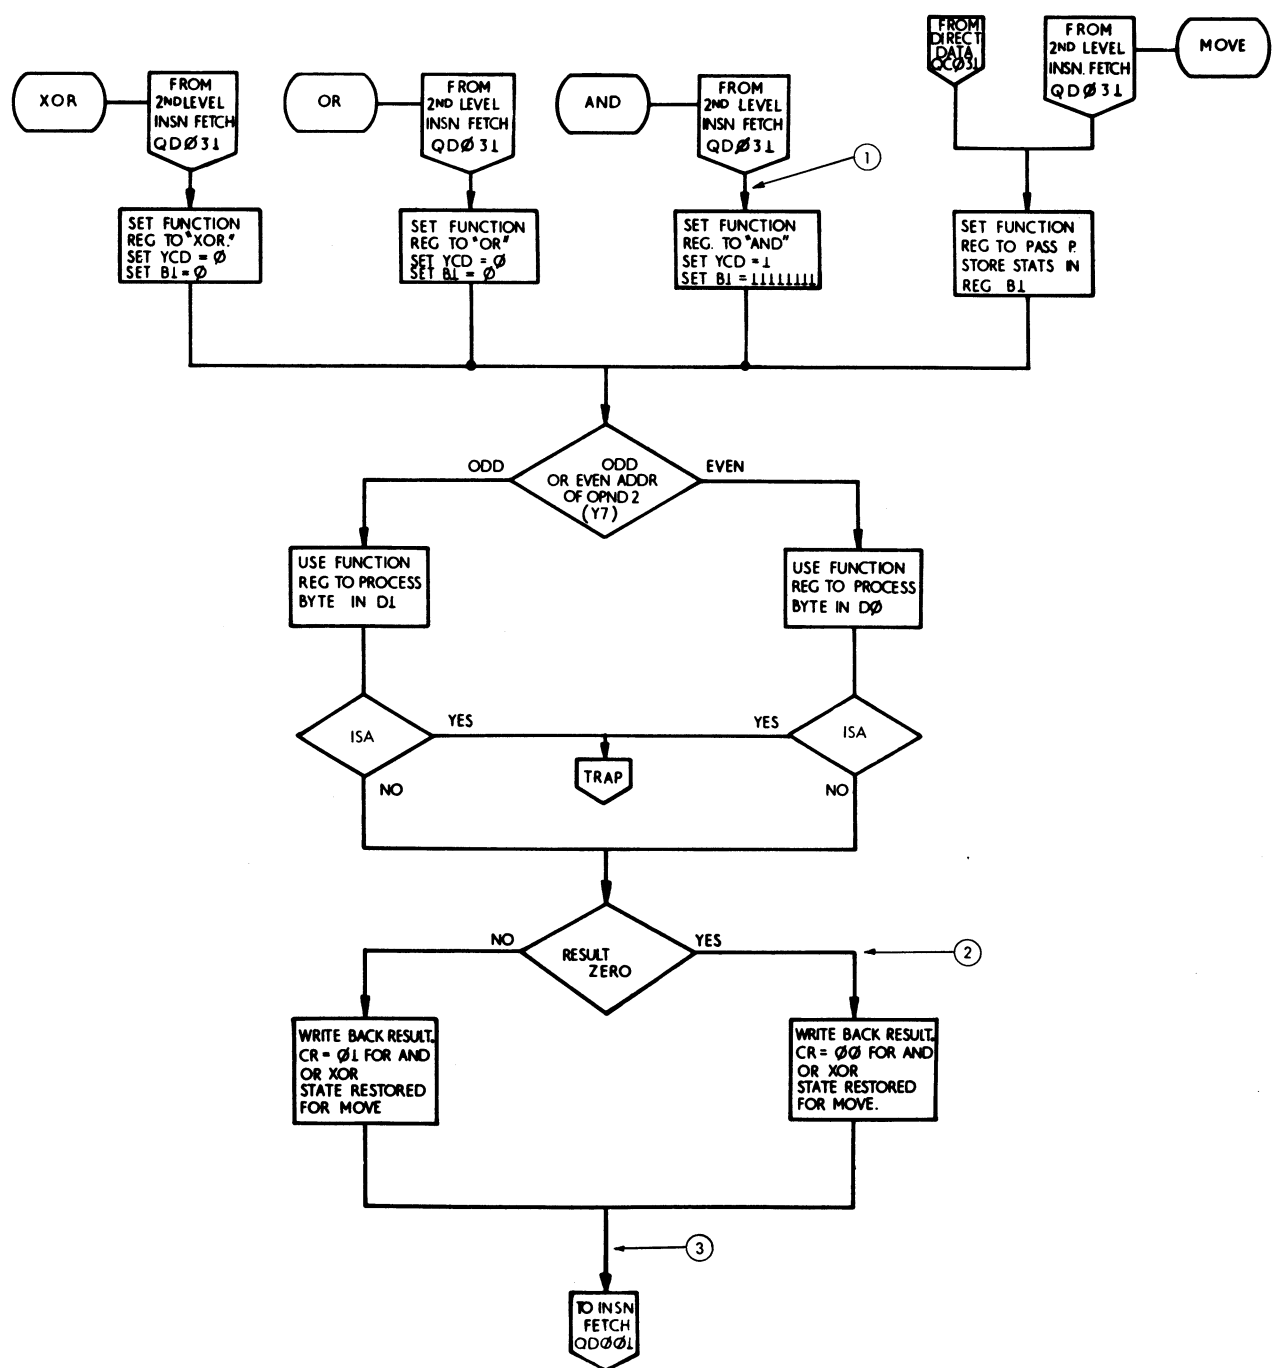 XOR
FROM
2ND LEVEL
INSN FETCH
QDØ31
OR
FROM
2ND LEVEL
INSN FETCH
QDØ31
AND
FROM
2ND LEVEL
INSN FETCH
QDØ31
FROM
DIRECT
DATA
QCØ31
FROM
2ND LEVEL
INSN. FETCH
QDØ31
MOVE
1
SET FUNCTION
REG TO "XOR."
SET YCD = Ø
SET B1 = Ø
SET FUNCTION
REG TO "OR"
SET YCD = Ø
SET B1 = Ø
SET FUNCTION
REG. TO "AND"
SET YCD = 1
SET B1 = 11111111
SET FUNCTION
REG TO PASS P.
STORE STATS IN
REG B1
ODD
ODD
OR EVEN ADDR
OF OPND 2
(Y7)
EVEN
USE FUNCTION
REG TO PROCESS
BYTE IN D1
USE FUNCTION
REG TO PROCESS
BYTE IN DØ
ISA
YES
YES
ISA
TRAP
NO
NO
NO
RESULT
ZERO
YES
2
WRITE BACK RESULT.
CR = Ø1 FOR AND
OR XOR
STATE RESTORED
FOR MOVE
WRITE BACK RESULT.
CR = ØØ FOR AND
OR XOR
STATE RESTORED
FOR MOVE.
3
TO INSN
FETCH
QDØØ1